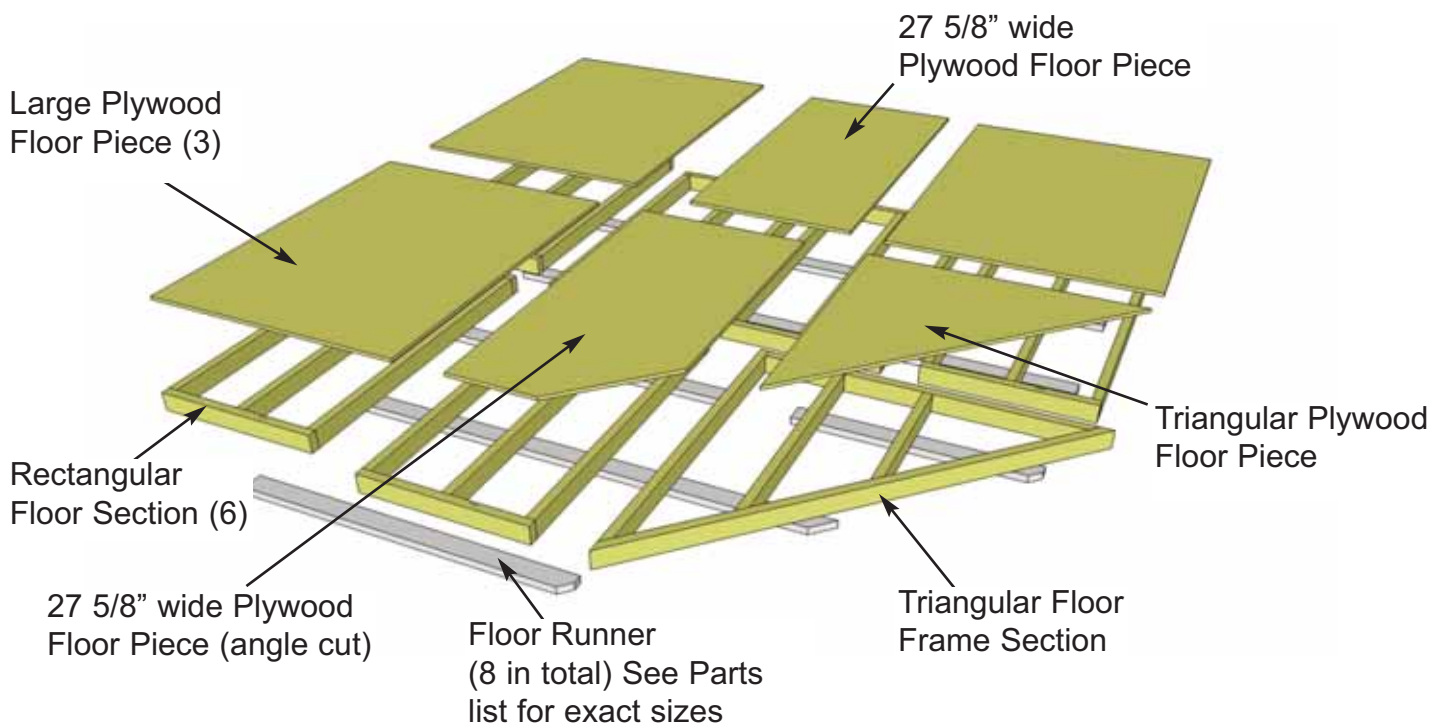 27 5/8” wide
Plywood Floor Piece
Large Plywood
Floor Piece (3)
Triangular Plywood
Floor Piece
Rectangular
Floor Section (6)
27 5/8” wide Plywood
Floor Piece (angle cut)
Floor Runner
(8 in total) See Parts
list for exact sizes
Triangular Floor
Frame Section